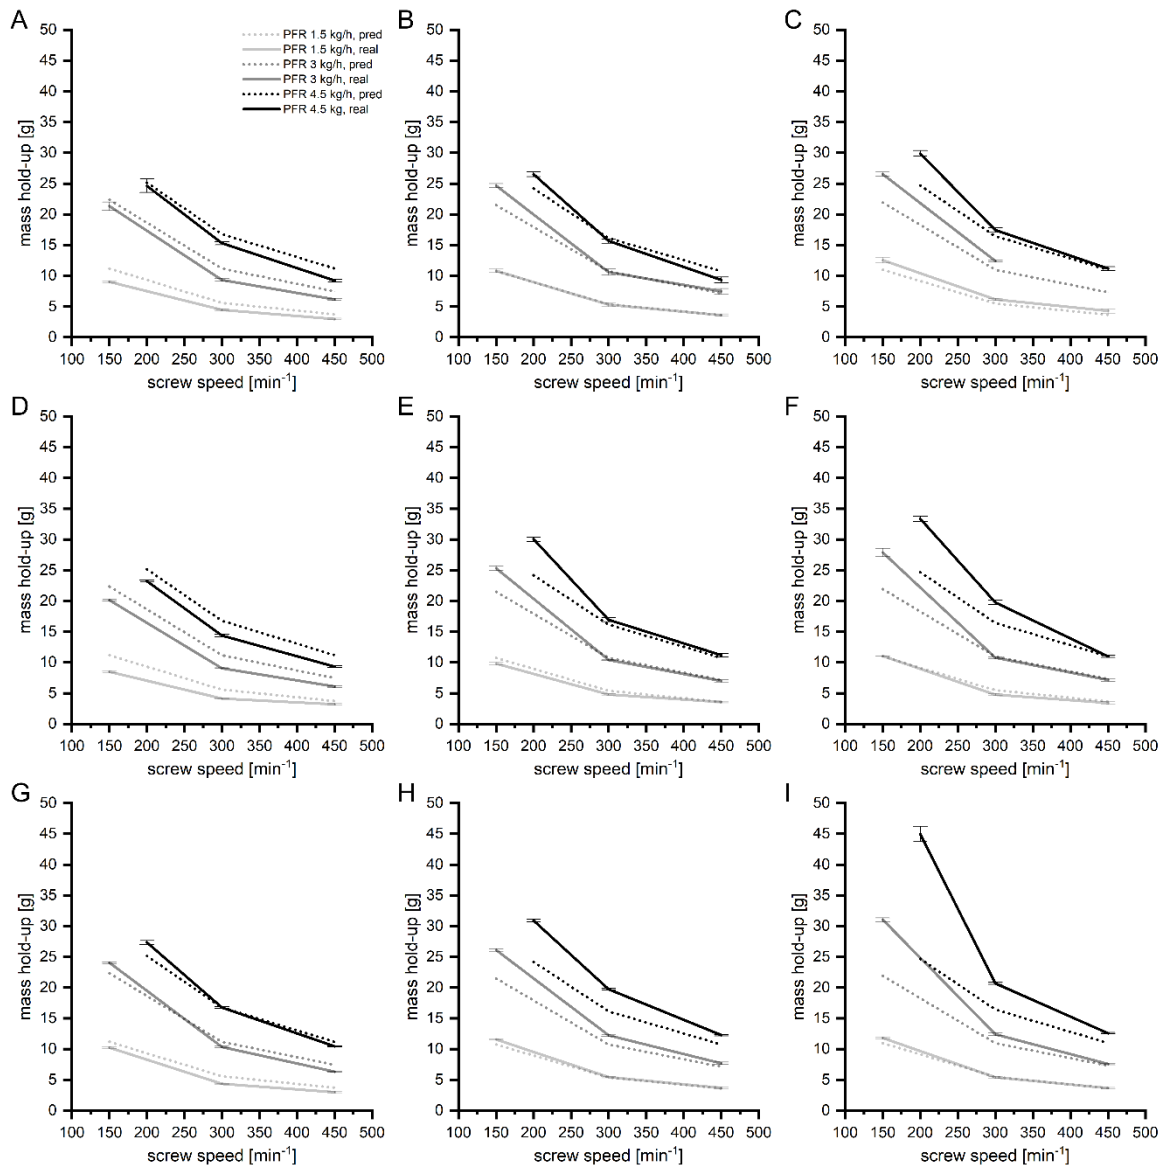 A
50
45
40
35
30
25
20
15
10
5
0
mass hold-up [g]
100 150 200 250 300 350 400 450 500
screw speed [min⁻¹]
PFR 1.5 kg/h, pred
PFR 1.5 kg/h, real
PFR 3 kg/h, pred
PFR 3 kg/h, real
PFR 4.5 kg/h, pred
PFR 4.5 kg, real
B
50
45
40
35
30
25
20
15
10
5
0
mass hold-up [g]
100 150 200 250 300 350 400 450 500
screw speed [min⁻¹]
C
50
45
40
35
30
25
20
15
10
5
0
mass hold-up [g]
100 150 200 250 300 350 400 450 500
screw speed [min⁻¹]
D
50
45
40
35
30
25
20
15
10
5
0
mass hold-up [g]
100 150 200 250 300 350 400 450 500
screw speed [min⁻¹]
E
50
45
40
35
30
25
20
15
10
5
0
mass hold-up [g]
100 150 200 250 300 350 400 450 500
screw speed [min⁻¹]
F
50
45
40
35
30
25
20
15
10
5
0
mass hold-up [g]
100 150 200 250 300 350 400 450 500
screw speed [min⁻¹]
G
50
45
40
35
30
25
20
15
10
5
0
mass hold-up [g]
100 150 200 250 300 350 400 450 500
screw speed [min⁻¹]
H
50
45
40
35
30
25
20
15
10
5
0
mass hold-up [g]
100 150 200 250 300 350 400 450 500
screw speed [min⁻¹]
I
50
45
40
35
30
25
20
15
10
5
0
mass hold-up [g]
100 150 200 250 300 350 400 450 500
screw speed [min⁻¹]